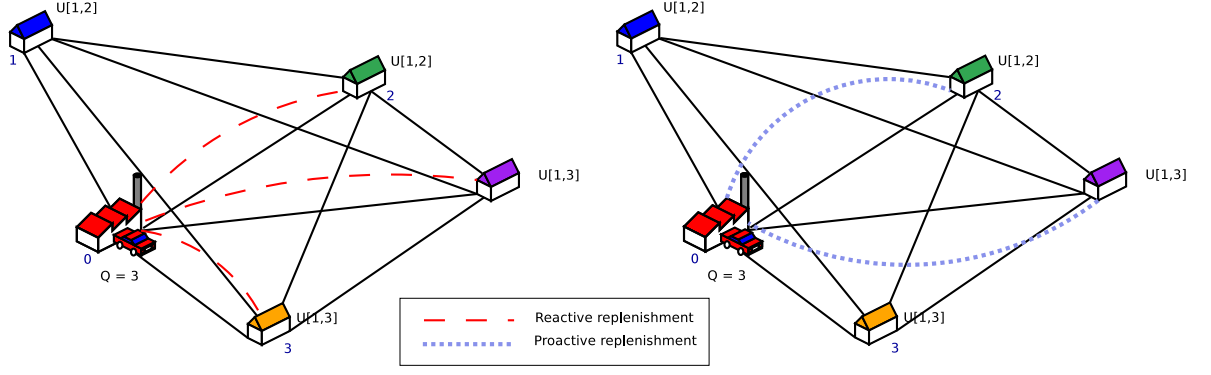 U[1,2]
1
U[1,2]
2
U[1,3]
0
Q = 3
U[1,3]
3
U[1,2]
1
U[1,2]
2
U[1,3]
0
Q = 3
U[1,3]
3
Reactive replenishment
Proactive replenishment